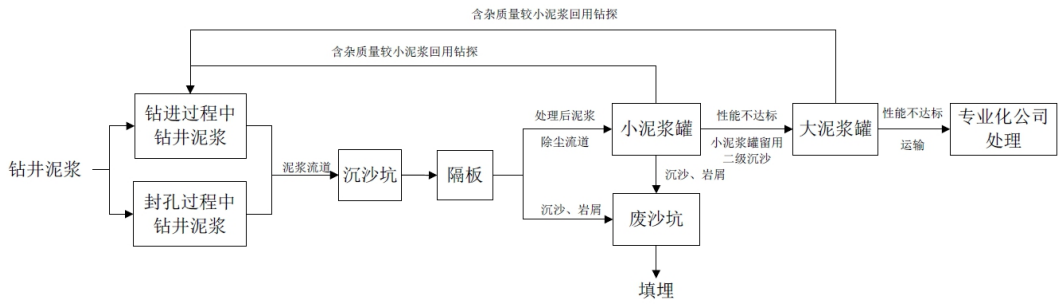 含杂质量较小泥浆回用钻探
含杂质量较小泥浆回用钻探
钻井泥浆
钻进过程中
钻井泥浆
封孔过程中
钻井泥浆
泥浆流道
沉沙坑
隔板
处理后泥浆
除尘流道
沉沙、岩屑
小泥浆罐
沉沙、岩屑
废沙坑
填埋
性能不达标
小泥浆罐留用
二级沉沙
大泥浆罐
性能不达标
运输
专业化公司
处理